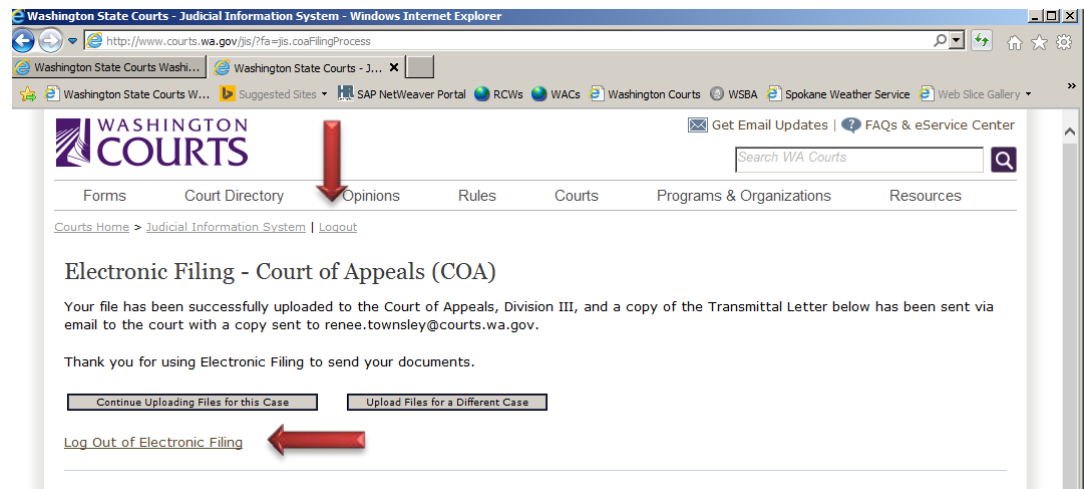 Washington State Courts - Judicial Information System - Windows Internet Explorer
http://www.courts.wa.gov/jis/?fa=jis.coaFilingProcess
Washington State Courts Washi... Washington State Courts - J... X
Washington State Courts W... Suggested Sites SAP NetWeaver Portal RCWs WACs Washington Courts WSBA Spokane Weather Service Web Slice Gallery »
WASHINGTON
COURTS
Get Email Updates | FAQs & eService Center
Search WA Courts
Forms Court Directory Opinions Rules Courts Programs & Organizations Resources
Courts Home > Judicial Information System | Logout
Electronic Filing - Court of Appeals (COA)
Your file has been successfully uploaded to the Court of Appeals, Division III, and a copy of the Transmittal Letter below has been sent via
email to the court with a copy sent to renee.townsley@courts.wa.gov.
Thank you for using Electronic Filing to send your documents.
Continue Uploading Files for this Case Upload Files for a Different Case
Log Out of Electronic Filing